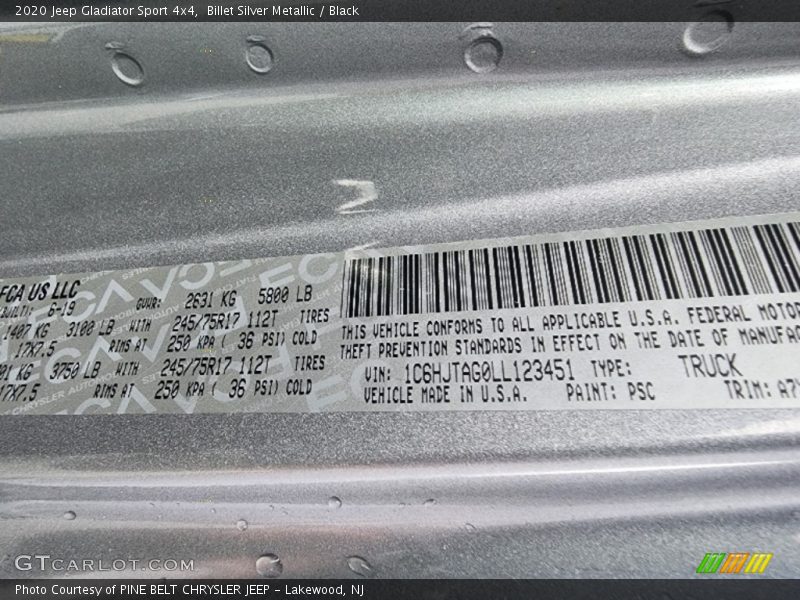 2020 Jeep Gladiator Sport 4x4,  Billet Silver Metallic / Black
FCA US LLC
6-19 GVWR: 2631 KG 5800 LB
1407 KG 3100 LB WITH 245/75R17 112T TIRES
17X7.5 RIMS AT 250 KPA ( 36 PSI) COLD
KG 3750 LB WITH 245/75R17 112T TIRES
RIMS AT 250 KPA ( 36 PSI) COLD
THIS VEHICLE CONFORMS TO ALL APPLICABLE U.S.A. FEDERAL MOTOR
THEFT PREVENTION STANDARDS IN EFFECT ON THE DATE OF
VIN: 1C6HJTAG0LL123451 TYPE: TRUCK
VEHICLE MADE IN U.S.A. PAINT: PSC TRIM:
GTCARLOT.COM
Photo Courtesy of PINE BELT CHRYSLER JEEP - Lakewood, NJ